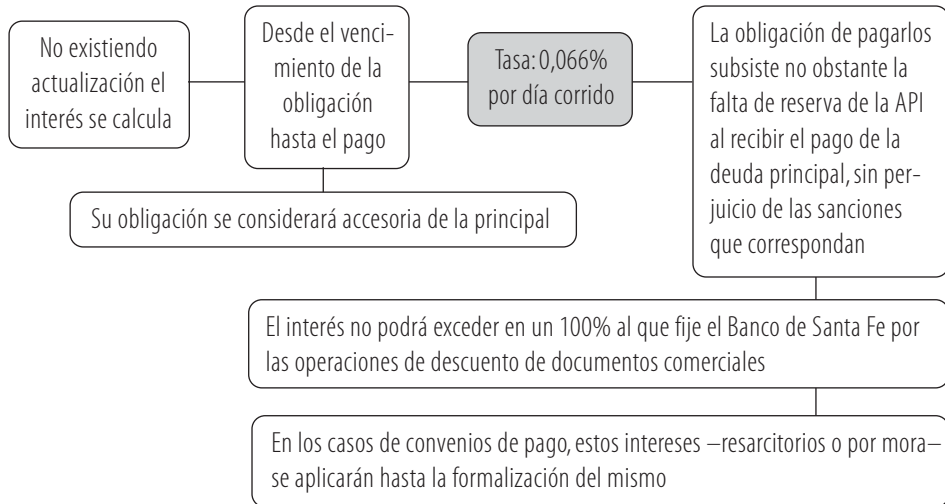 No existiendo
actualización el
interés se calcula
Desde el venci-
miento de la
obligación
hasta el pago
Tasa: 0,066%
por día corrido
La obligación de pagarlos
subsiste no obstante la
falta de reserva de la API
al recibir el pago de la
deuda principal, sin per-
juicio de las sanciones
que correspondan
Su obligación se considerará accesoria de la principal
El interés no podrá exceder en un 100% al que fije el Banco de Santa Fe por
las operaciones de descuento de documentos comerciales
En los casos de convenios de pago, estos intereses –resarcitorios o por mora–
se aplicarán hasta la formalización del mismo